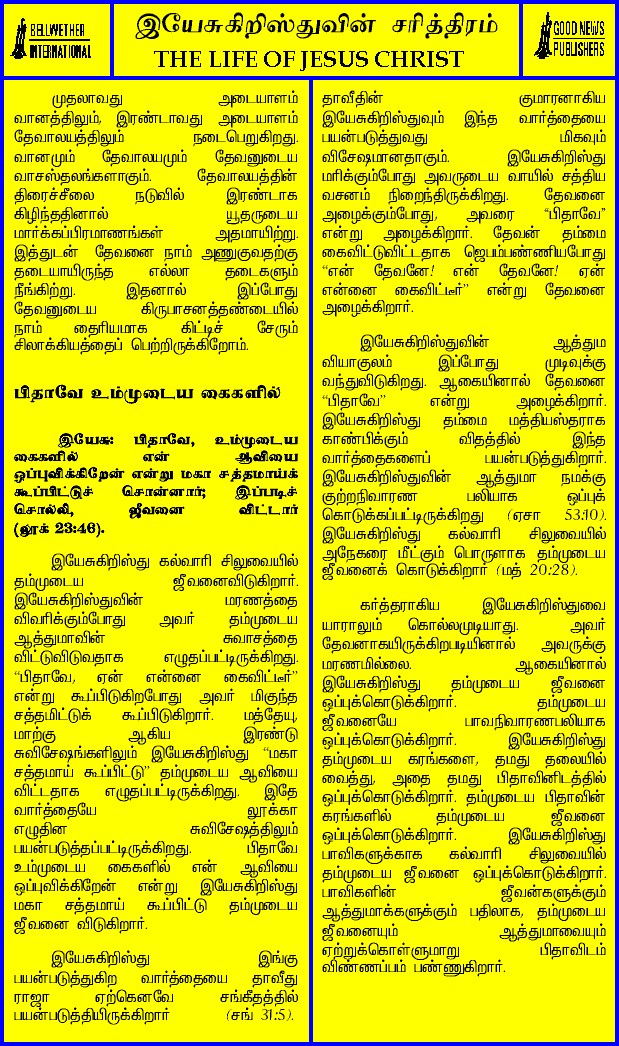 BELLWETHER
INTERNATIONAL
இயேசுகிறிஸ்துவின் சரித்திரம்
THE LIFE OF JESUS CHRIST
GOOD NEWS
PUBLISHERS
முதலாவது அடையாளம்
வானத்திலும், இரண்டாவது அடையாளம்
தேவாலயத்திலும் நடைபெறுகிறது.
வானமும் தேவாலயமும் தேவனுடைய
வாசஸ்தலங்களாகும். தேவாலயத்தின்
திரைச்சீலை நடுவில் இரண்டாக
கிழிந்ததினால் யூதருடைய
மார்க்கப்பிரமாணங்கள் அதமாயிற்று.
இத்துடன் தேவனை நாம் அணுகுவதற்கு
தடையாயிருந்த எல்லா தடைகளும்
நீங்கிற்று. இதனால் இப்போது
தேவனுடைய கிருபாசனத்தண்டையில்
நாம் தைரியமாக கிட்டிச் சேரும்
சிலாக்கியத்தைப் பெற்றிருக்கிறோம்.
பிதாவே உம்முடைய கைகளில்
இயேசு: பிதாவே, உம்முடைய
கைகளில் என் ஆவியை
ஒப்புவிக்கிறேன் என்று மகா சத்தமாய்க்
கூப்பிட்டுச் சொன்னார்; இப்படிச்
சொல்லி, ஜீவனை விட்டார்
(லூக் 23:46).
இயேசுகிறிஸ்து கல்வாரி சிலுவையில்
தம்முடைய ஜீவனைவிடுகிறார்.
இயேசுகிறிஸ்துவின் மரணத்தை
விவரிக்கும்போது அவர் தம்முடைய
ஆத்துமாவின் சுவாசத்தை
விட்டுவிடுவதாக எழுதப்பட்டிருக்கிறது.
“பிதாவே, ஏன் என்னை கைவிட்டீர்”
என்று கூப்பிடுகிறபோது அவர் மிகுந்த
சத்தமிட்டுக் கூப்பிடுகிறார். மத்தேயு,
மாற்கு ஆகிய இரண்டு
சுவிசேஷங்களிலும் இயேசுகிறிஸ்து “மகா
சத்தமாய் கூப்பிட்டு” தம்முடைய ஆவியை
விட்டதாக எழுதப்பட்டிருக்கிறது. இதே
வார்த்தையே லூக்கா
எழுதின சுவிசேஷத்திலும்
பயன்படுத்தப்பட்டிருக்கிறது. பிதாவே
உம்முடைய கைகளில் என் ஆவியை
ஒப்புவிக்கிறேன் என்று இயேசுகிறிஸ்து
மகா சத்தமாய் கூப்பிட்டு தம்முடைய
ஜீவனை விடுகிறார்.
இயேசுகிறிஸ்து இங்கு
பயன்படுத்துகிற வார்த்தையை தாவீது
ராஜா ஏற்கெனவே சங்கீதத்தில்
பயன்படுத்தியிருக்கிறார் (சங் 31:5).
தாவீதின் குமாரனாகிய
இயேசுகிறிஸ்துவும் இந்த வார்த்தையை
பயன்படுத்துவது மிகவும்
விசேஷமானதாகும். இயேசுகிறிஸ்து
மரிக்கும்போது அவருடைய வாயில் சத்திய
வசனம் நிறைந்திருக்கிறது. தேவனை
அழைக்கும்போது, அவரை “பிதாவே”
என்று அழைக்கிறார். தேவன் தம்மை
கைவிட்டுவிட்டதாக ஜெபம்பண்ணியபோது
“என் தேவனே! என் தேவனே! ஏன்
என்னை கைவிட்டீர்” என்று தேவனை
அழைக்கிறார்.
இயேசுகிறிஸ்துவின் ஆத்தும
வியாகுலம் இப்போது முடிவுக்கு
வந்துவிடுகிறது. ஆகையினால் தேவனை
“பிதாவே” என்று அழைக்கிறார்.
இயேசுகிறிஸ்து தம்மை மத்தியஸ்தராக
காண்பிக்கும் விதத்தில் இந்த
வார்த்தைகளைப் பயன்படுத்துகிறார்.
இயேசுகிறிஸ்துவின் ஆத்துமா நமக்கு
குற்றநிவாரண பலியாக ஒப்புக்
கொடுக்கப்பட்டிருக்கிறது (ஏசா 53:10).
இயேசுகிறிஸ்து கல்வாரி சிலுவையில்
அநேகரை மீட்கும் பொருளாக தம்முடைய
ஜீவனைக் கொடுக்கிறார் (மத் 20:28).
கர்த்தராகிய இயேசுகிறிஸ்துவை
யாராலும் கொல்லமுடியாது. அவர்
தேவனாகயிருக்கிறபடியினால் அவருக்கு
மரணமில்லை. ஆகையினால்
இயேசுகிறிஸ்து தம்முடைய ஜீவனை
ஒப்புக்கொடுக்கிறார். தம்முடைய
ஜீவனையே பாவநிவாரணபலியாக
ஒப்புக்கொடுக்கிறார். இயேசுகிறிஸ்து
தம்முடைய கரங்களை, தமது தலையில்
வைத்து, அதை தமது பிதாவினிடத்தில்
ஒப்புக்கொடுக்கிறார். தம்முடைய பிதாவின்
கரங்களில் தம்முடைய ஜீவனை
ஒப்புக்கொடுக்கிறார். இயேசுகிறிஸ்து
பாவிகளுக்காக கல்வாரி சிலுவையில்
தம்முடைய ஜீவனை ஒப்புக்கொடுக்கிறார்.
பாவிகளின் ஜீவன்களுக்கும்
ஆத்துமாக்களுக்கும் பதிலாக, தம்முடைய
ஜீவனையும் ஆத்துமாவையும்
ஏற்றுக்கொள்ளுமாறு பிதாவிடம்
விண்ணப்பம் பண்ணுகிறார்.